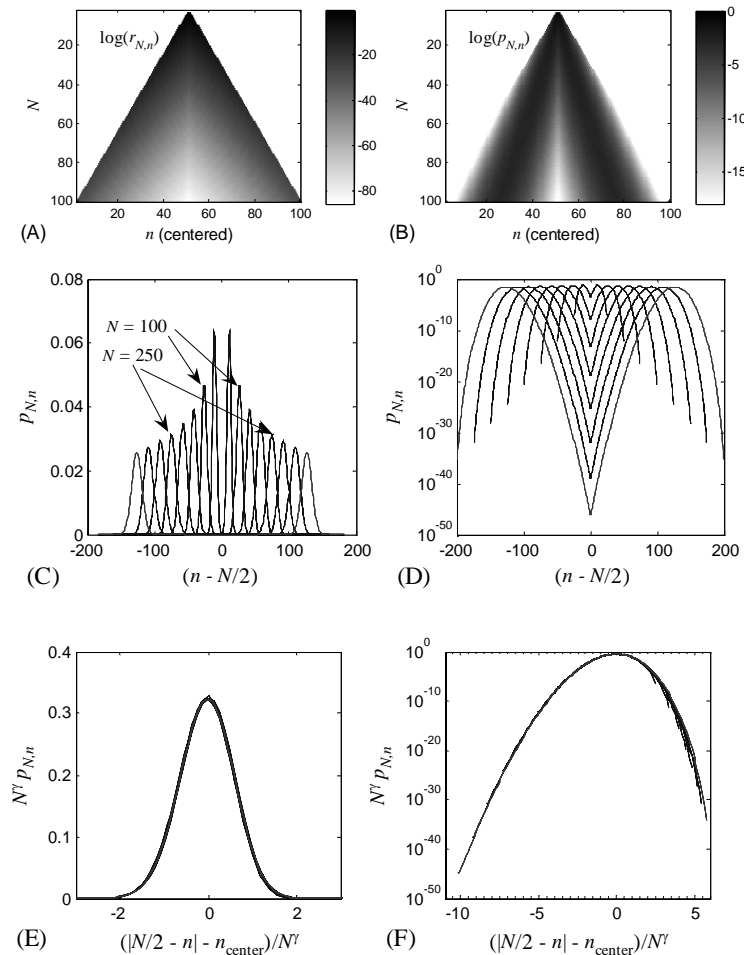 log(r_{N,n})
N
20
40
60
80
100
20 40 60 80 100
n (centered)
-20
-40
-60
-80
(A)
log(p_{N,n})
N
20
40
60
80
100
20 40 60 80 100
n (centered)
0
-5
-10
-15
(B)
0.08
0.06
0.04
0.02
0
p_{N,n}
N = 100
N = 250
-200 -100 0 100 200
(n - N/2)
(C)
10^0
10^{-10}
10^{-20}
10^{-30}
10^{-40}
10^{-50}
p_{N,n}
-200 -100 0 100 200
(n - N/2)
(D)
0.4
0.3
0.2
0.1
0
N^γ p_{N,n}
-2 0 2
(|N/2 - n| - n_{center})/N^γ
(E)
10^0
10^{-10}
10^{-20}
10^{-30}
10^{-40}
10^{-50}
N^γ p_{N,n}
-10 -5 0 5
(|N/2 - n| - n_{center})/N^γ
(F)